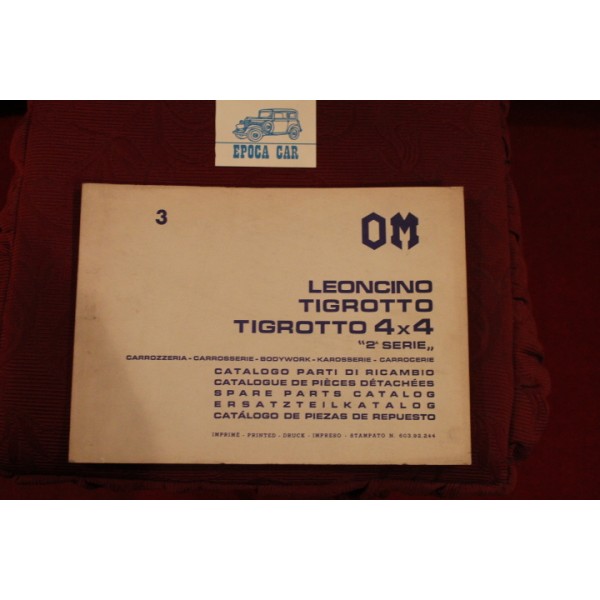 EPOCA CAR
3
OM
LEONCINO
TIGROTTO
TIGROTTO 4x4
"2ª SERIE„
CARROZZERIA - CARROSSERIE - BODYWORK - KAROSSERIE - CARROCERIE
CATALOGO PARTI DI RICAMBIO
CATALOGUE DE PIÈCES DÉTACHÉES
SPARE PARTS CATALOG
ERSATZTEILKATALOG
CATÁLOGO DE PIEZAS DE REPUESTO
IMPRIME - PRINTED - DRUCK - IMPRESO - STAMPATO N. 603.95.244